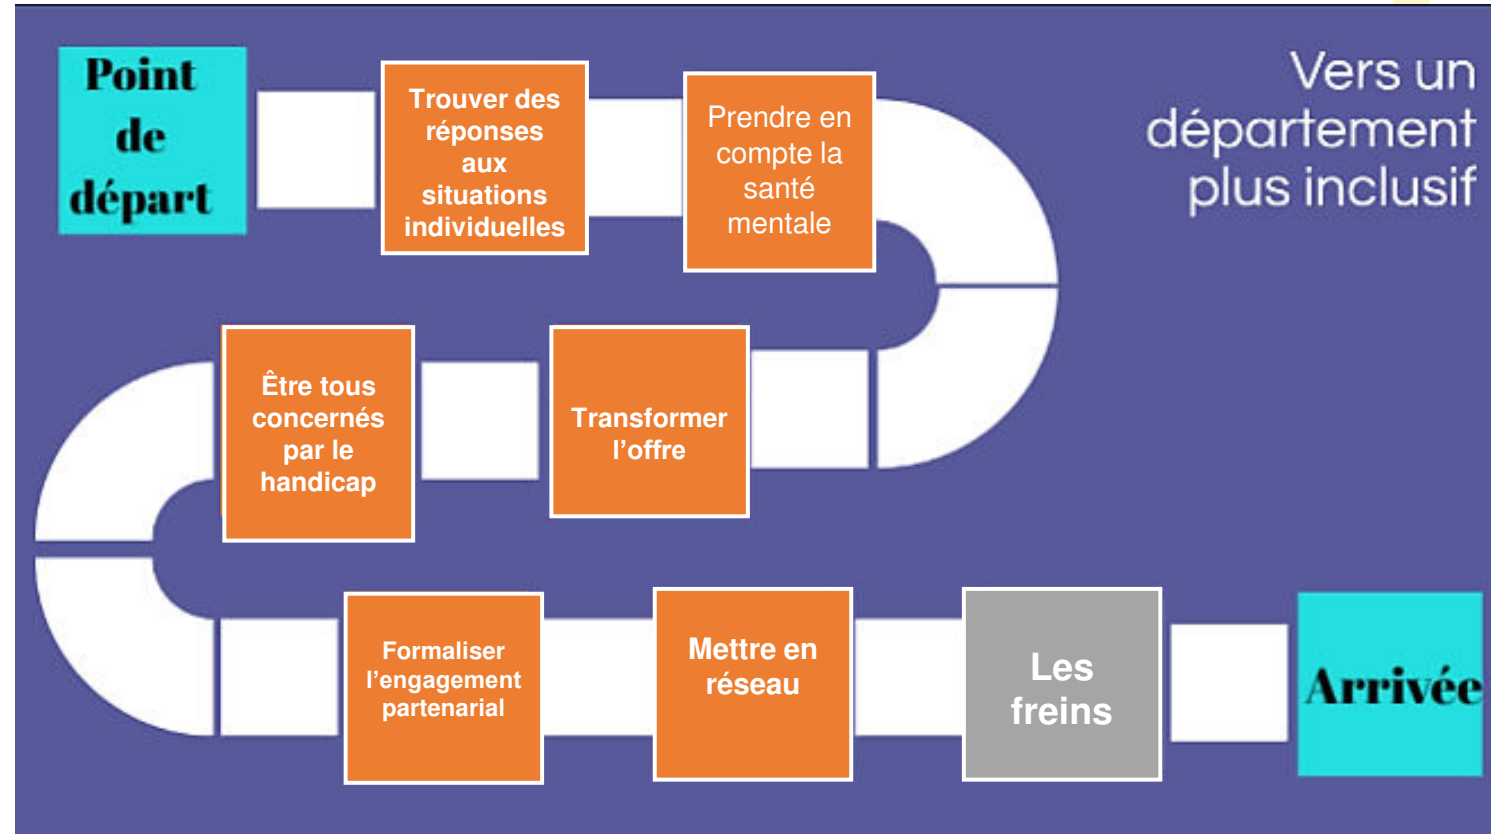 Point
de
départ
Trouver des
réponses
aux
situations
individuelles
Prendre en
compte la
santé
mentale
Vers un
département
plus inclusif
Être tous
concernés
par le
handicap
Transformer
l’offre
Formaliser
l’engagement
partenarial
Mettre en
réseau
Les
freins
Arrivée